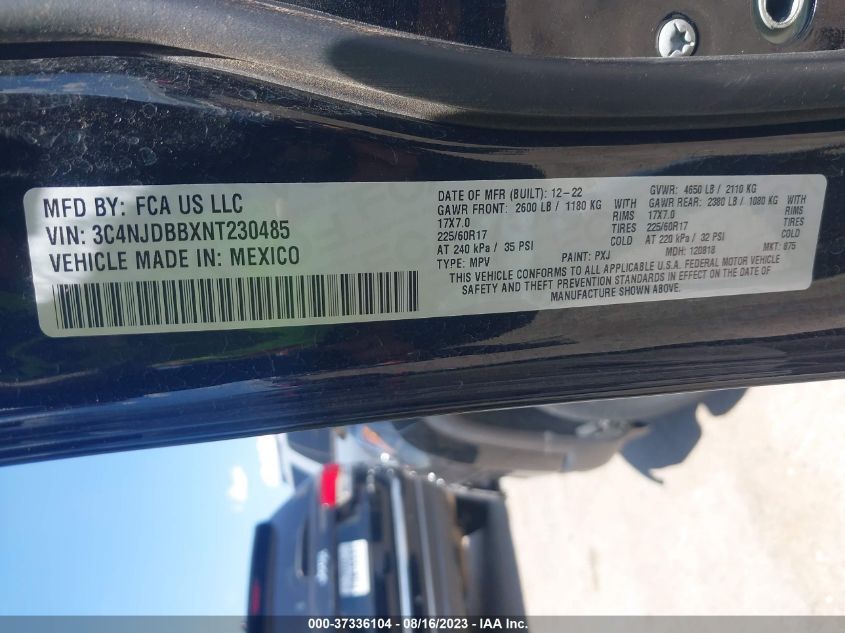 MFD BY: FCA US LLC
VIN: 3C4NJDBBXNT230485
VEHICLE MADE IN: MEXICO
DATE OF MFR (BUILT): 12-22
GVWR: 4650 LB / 2110 KG
GAWR FRONT: 2600 LB / 1180 KG WITH
GAWR REAR: 2380 LB / 1080 KG WITH
17X7.0 RIMS
17X7.0 RIMS
225/60R17 TIRES
225/60R17 TIRES
AT 240 kPa / 35 PSI COLD
AT 220 kPa / 32 PSI COLD
TYPE: MPV PAINT: PXJ MDH: 120818 MKT: 875
THIS VEHICLE CONFORMS TO ALL APPLICABLE U.S.A. FEDERAL MOTOR VEHICLE
SAFETY AND THEFT PREVENTION STANDARDS IN EFFECT ON THE DATE OF
MANUFACTURE SHOWN ABOVE.
000-37336104 - 08/16/2023 - 1 - IMG